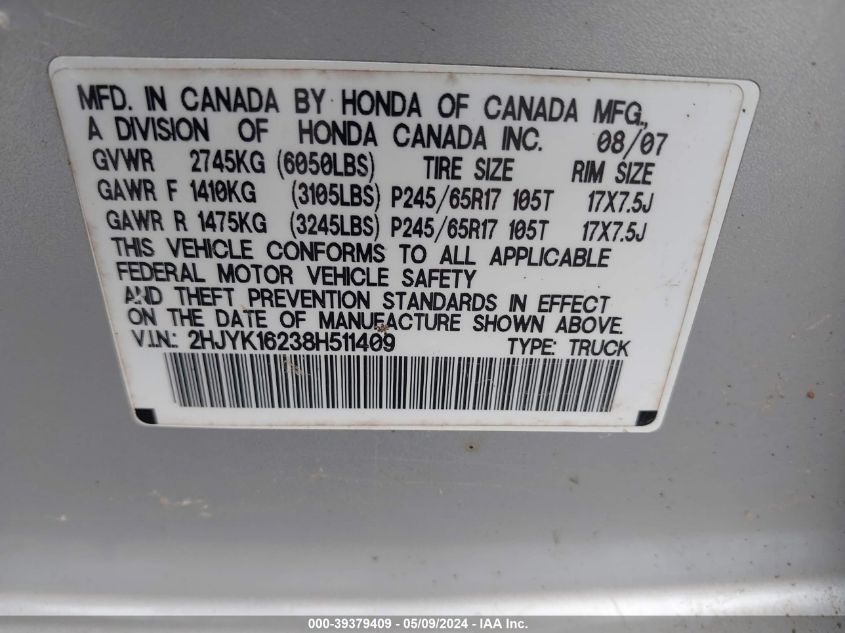 MFD. IN CANADA BY HONDA OF CANADA MFG.,
A DIVISION OF HONDA CANADA INC. 08/07
GVWR 2745KG (6050LBS) TIRE SIZE RIM SIZE
GAWR F 1410KG (3105LBS) P245/65R17 105T 17X7.5J
GAWR R 1475KG (3245LBS) P245/65R17 105T 17X7.5J
THIS VEHICLE CONFORMS TO ALL APPLICABLE
FEDERAL MOTOR VEHICLE SAFETY
AND THEFT PREVENTION STANDARDS IN EFFECT
ON THE DATE OF MANUFACTURE SHOWN ABOVE.
V.I.N.: 2HJYK16238H511409 TYPE: TRUCK
000-39379409 - 05/09/2024 - IAA Inc.